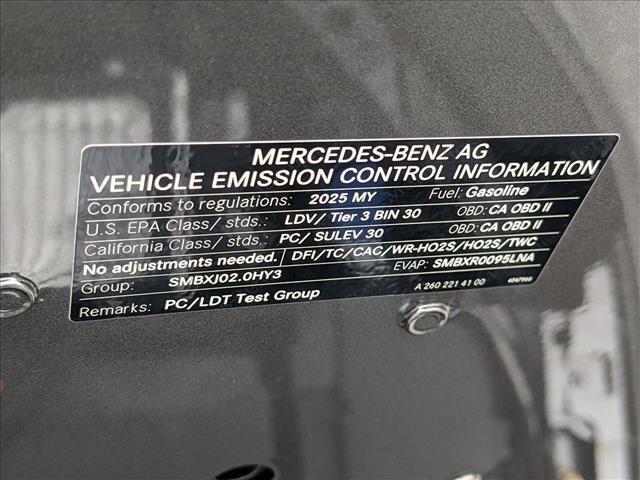 MERCEDES-BENZ AG
VEHICLE EMISSION CONTROL INFORMATION
Conforms to regulations: 2025 MY Fuel: Gasoline
U.S. EPA Class/ stds.: LDV/ Tier 3 BIN 30 OBD: CA OBD II
California Class/ stds.: PC/ SULEV 30 OBD: CA OBD II
No adjustments needed. DFI/TC/CAC/WR-HO2S/HO2S/TWC
Group: SMBXJ02.0HY3 EVAP: SMBXR0095LNA
Remarks: PC/LDT Test Group A 260 221 41 00